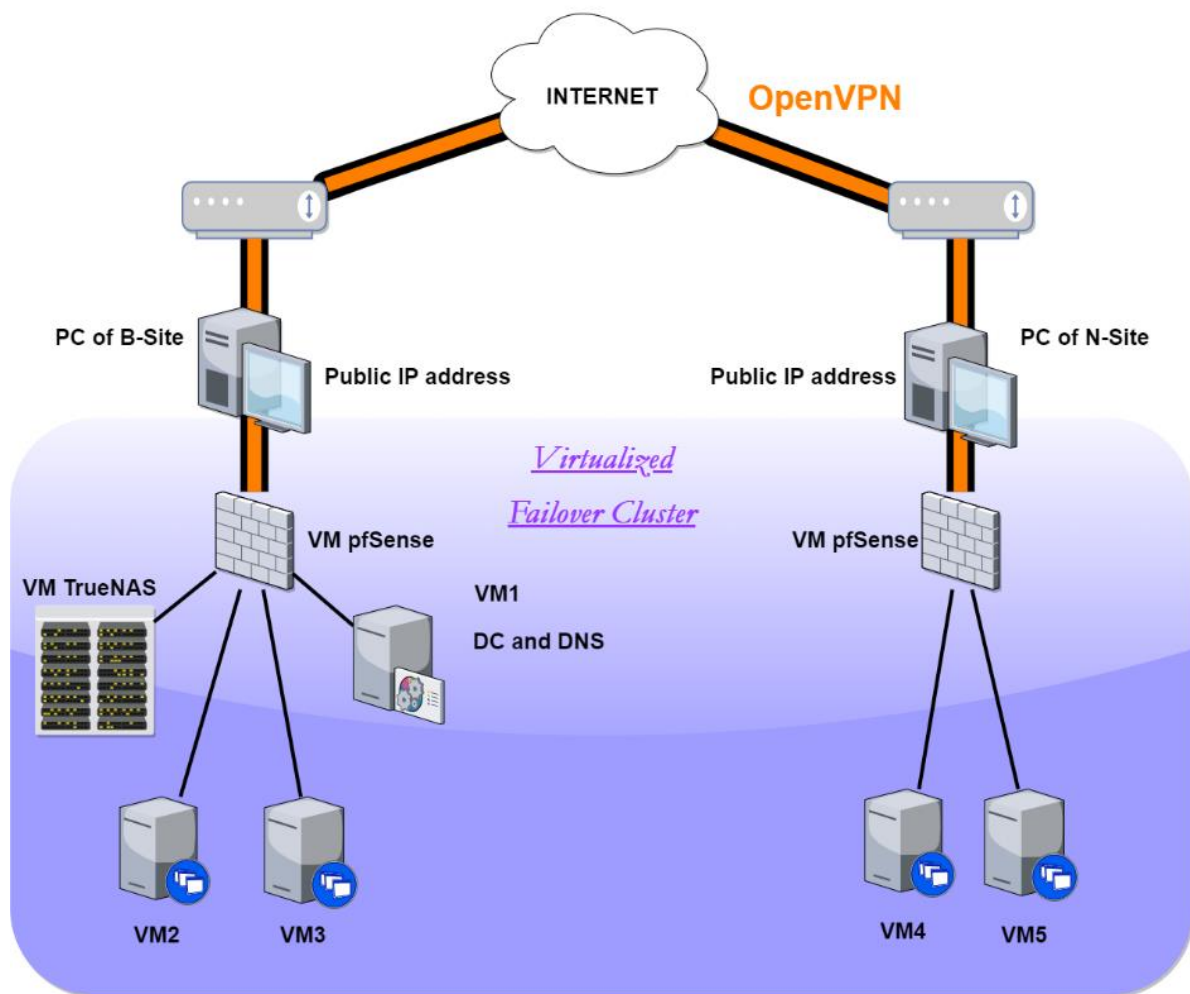 INTERNET
OpenVPN
PC of B-Site
Public IP address
PC of N-Site
Public IP address
Virtualized
Failover Cluster
VM pfSense
VM pfSense
VM TrueNAS
VM1
DC and DNS
VM2
VM3
VM4
VM5